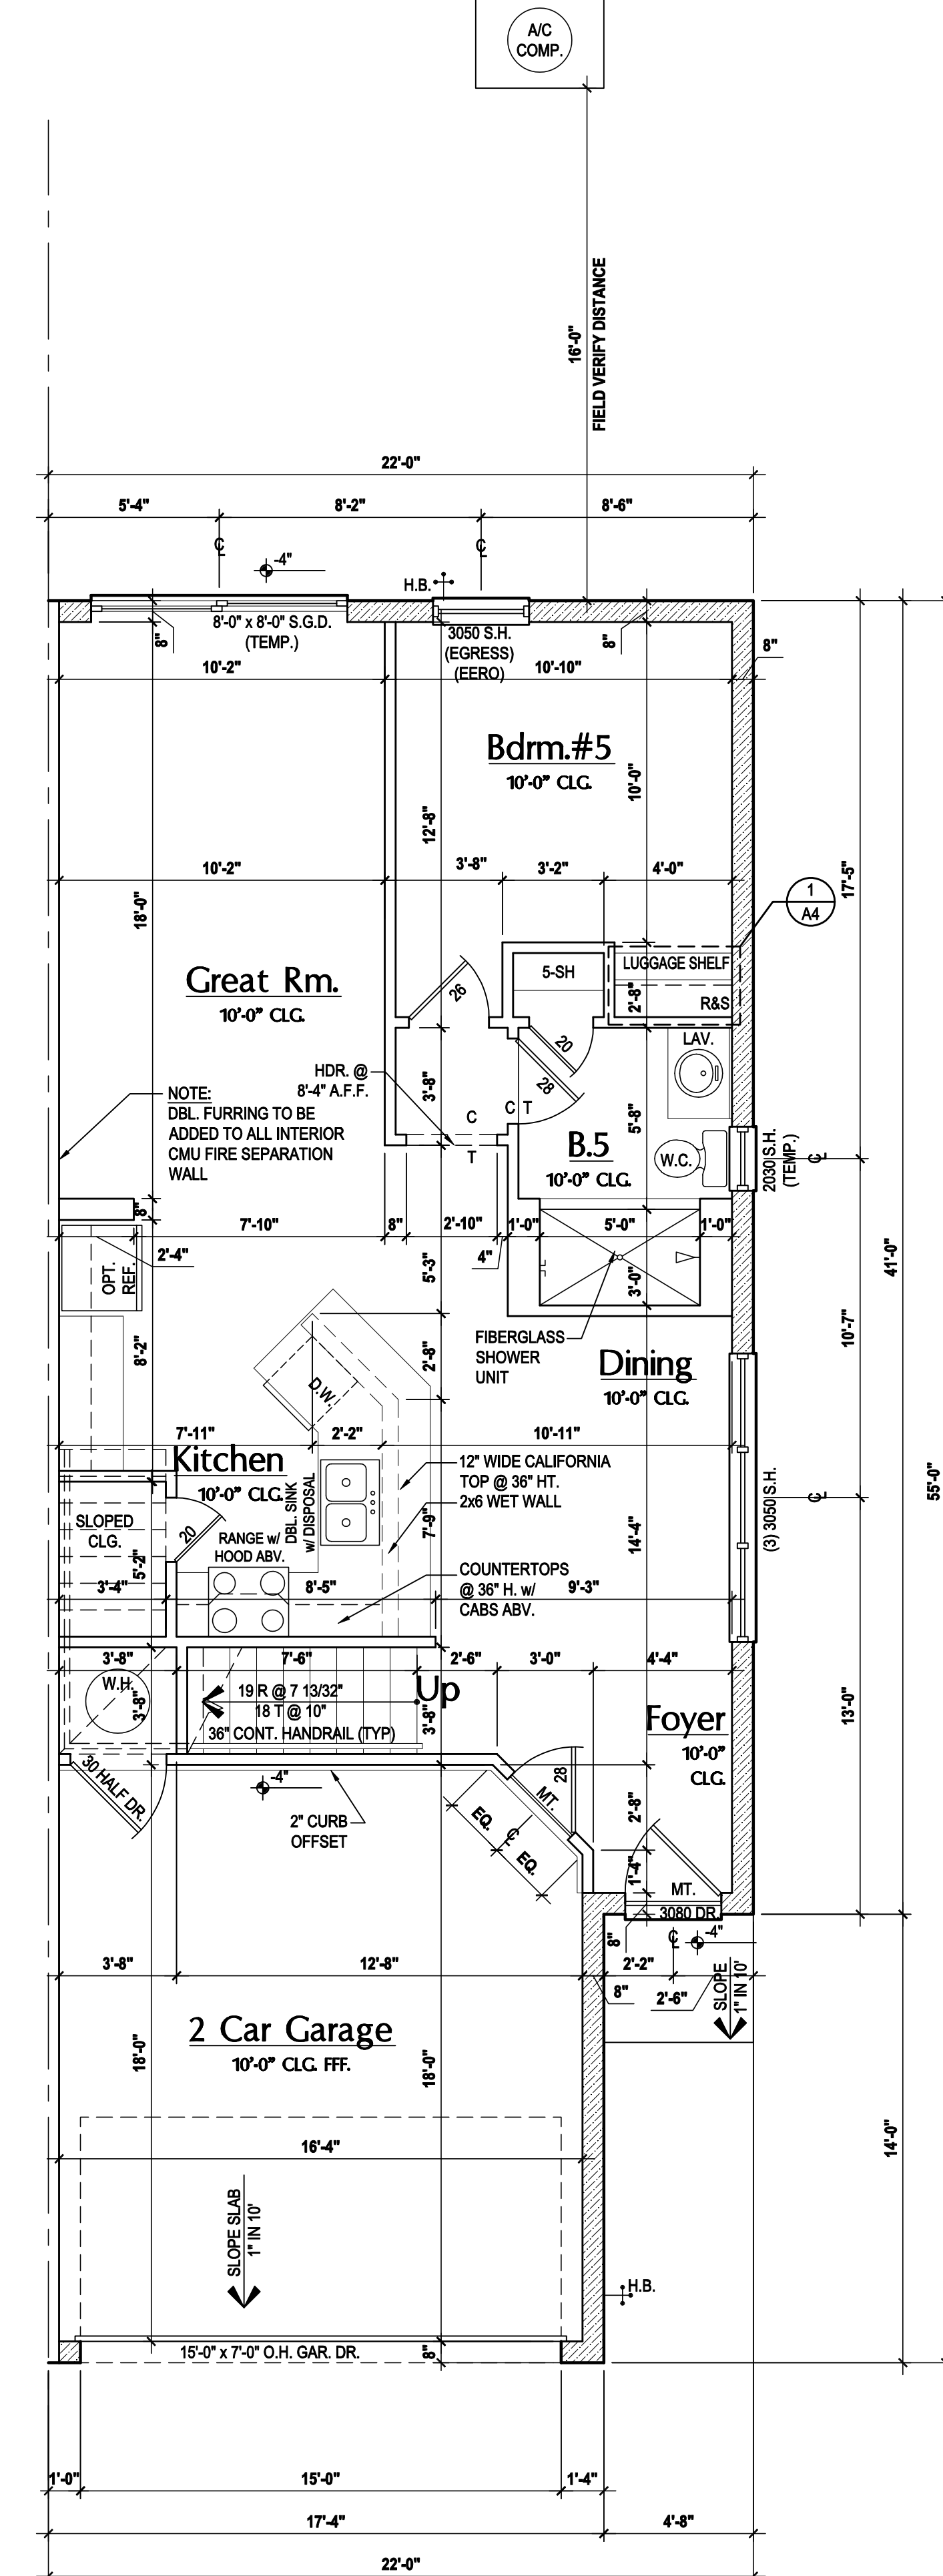 A/C
COMP.
16'-0"
FIELD VERIFY DISTANCE
22'-0"
5'-4"
8'-2"
8'-6"
-4"
H.B.
8'-0" x 8'-0" S.G.D.
(TEMP.)
3050 S.H.
(EGRESS)
(EERO)
8"
8"
8"
10'-2"
10'-10"
Bdrm.#5
10'-0" CLG.
10'-0"
12'-8"
10'-2"
3'-8"
3'-2"
4'-0"
17'-5"
1
A4
18'-0"
Great Rm.
10'-0" CLG.
5-SH
LUGGAGE SHELF
2'-8"
R&S
26
20
28
LAV.
HDR. @
8'-4" A.F.F.
3'-8"
NOTE:
DBL. FURRING TO BE
ADDED TO ALL INTERIOR
CMU FIRE SEPARATION
WALL
C
T
C T
5'-8"
B.5
10'-0" CLG.
W.C.
2030 S.H.
(TEMP.)
8"
7'-10"
8"
2'-10"
1'-0"
5'-0"
1'-0"
2'-4"
4"
OPT.
REF.
5'-3"
3'-0"
41'-0"
10'-7"
8'-2"
2'-8"
FIBERGLASS
SHOWER
UNIT
Dining
10'-0" CLG.
D.W.
7'-11"
2'-2"
10'-11"
Kitchen
10'-0" CLG.
DBL. SINK
w/ DISPOSAL
12" WIDE CALIFORNIA
TOP @ 36" HT.
2x6 WET WALL
55'-0"
(3) 3050 S.H.
SLOPED
CLG.
20
RANGE w/
HOOD ABV.
7'-9"
14'-4"
5'-2"
COUNTERTOPS
@ 36" H. w/
CABS ABV.
3'-4"
8'-5"
9'-3"
3'-8"
7'-6"
2'-6"
3'-0"
4'-4"
W.H.
3'-8"
19 R @ 7 13/32"
18 T @ 10"
36" CONT. HANDRAIL (TYP)
Up
3'-8"
Foyer
10'-0"
CLG.
13'-0"
30 HALF DR.
-4"
2" CURB
OFFSET
28
MT.
EQ.
EQ.
2'-8"
1'-4"
MT.
3080 DR.
8"
-4"
3'-8"
12'-8"
2'-2"
8"
2'-6"
SLOPE
1" IN 10'
2 Car Garage
10'-0" CLG. FFF.
18'-0"
18'-0"
14'-0"
16'-4"
SLOPE SLAB
1" IN 10'
H.B.
15'-0" x 7'-0" O.H. GAR. DR.
8"
1'-0"
15'-0"
1'-4"
17'-4"
4'-8"
22'-0"